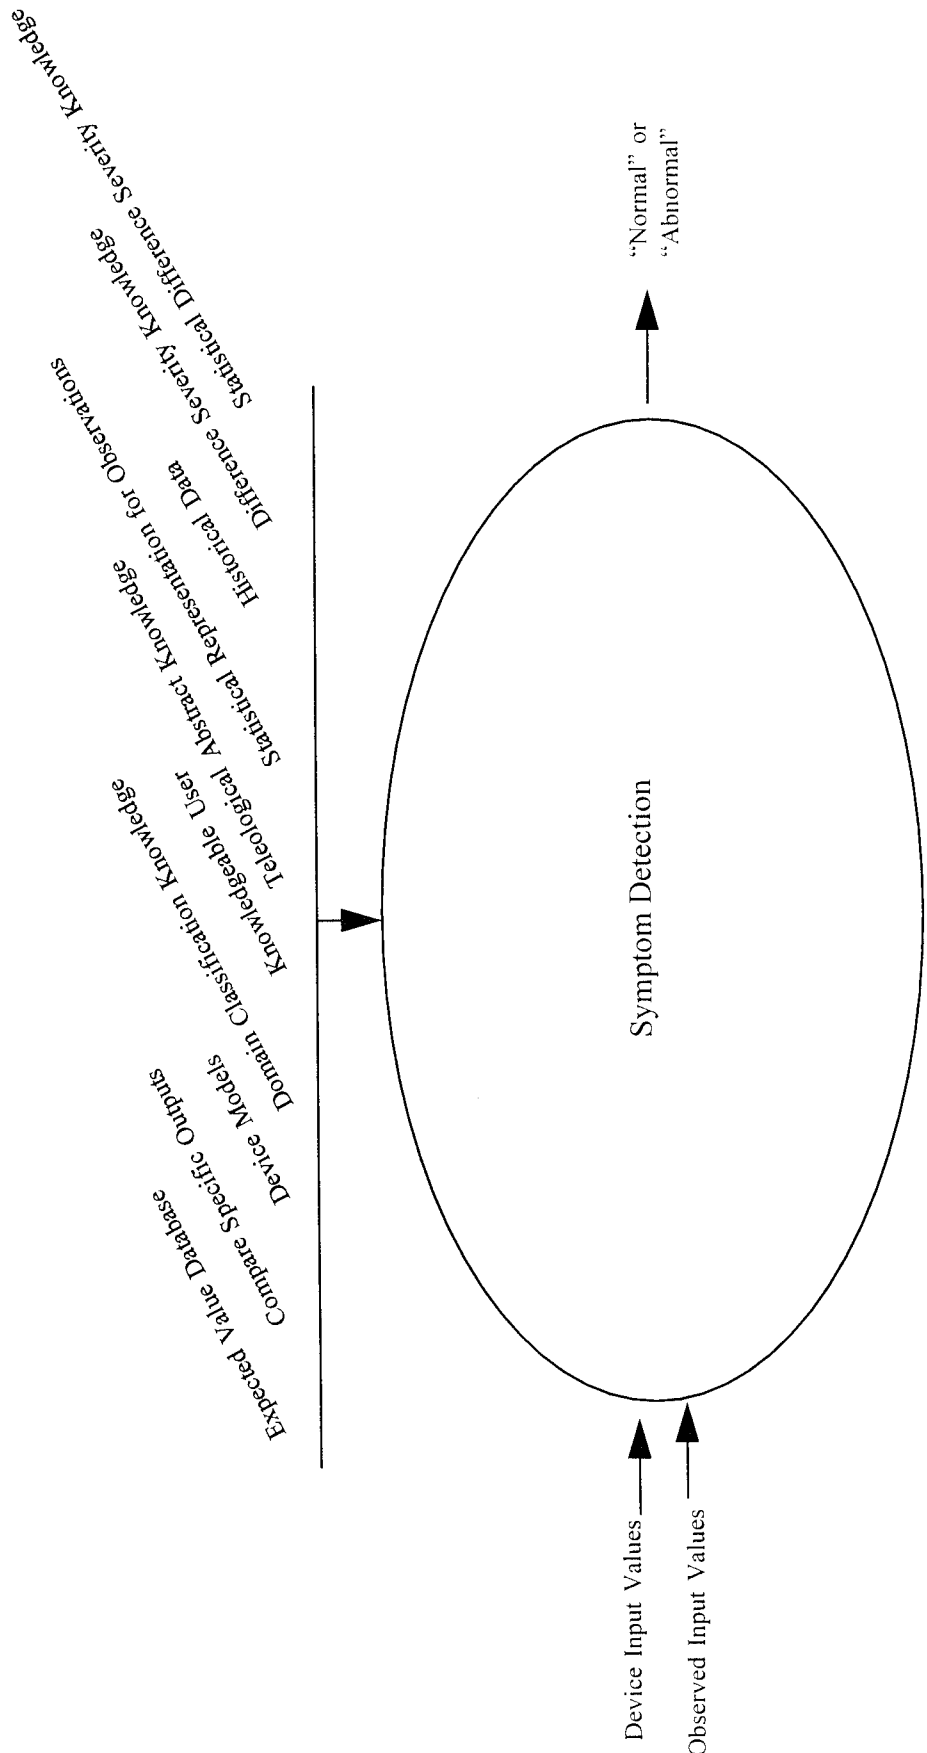 Expected Value Database
Compare Specific Outputs
Device Models
Domain Classification Knowledge
Knowledgeable User
Teleological Abstract Knowledge
Statistical Representation for Observations
Historical Data
Difference Severity Knowledge
Statistical Difference Severity Knowledge
Symptom Detection
Device Input Values
Observed Input Values
“Normal” or
“Abnormal”